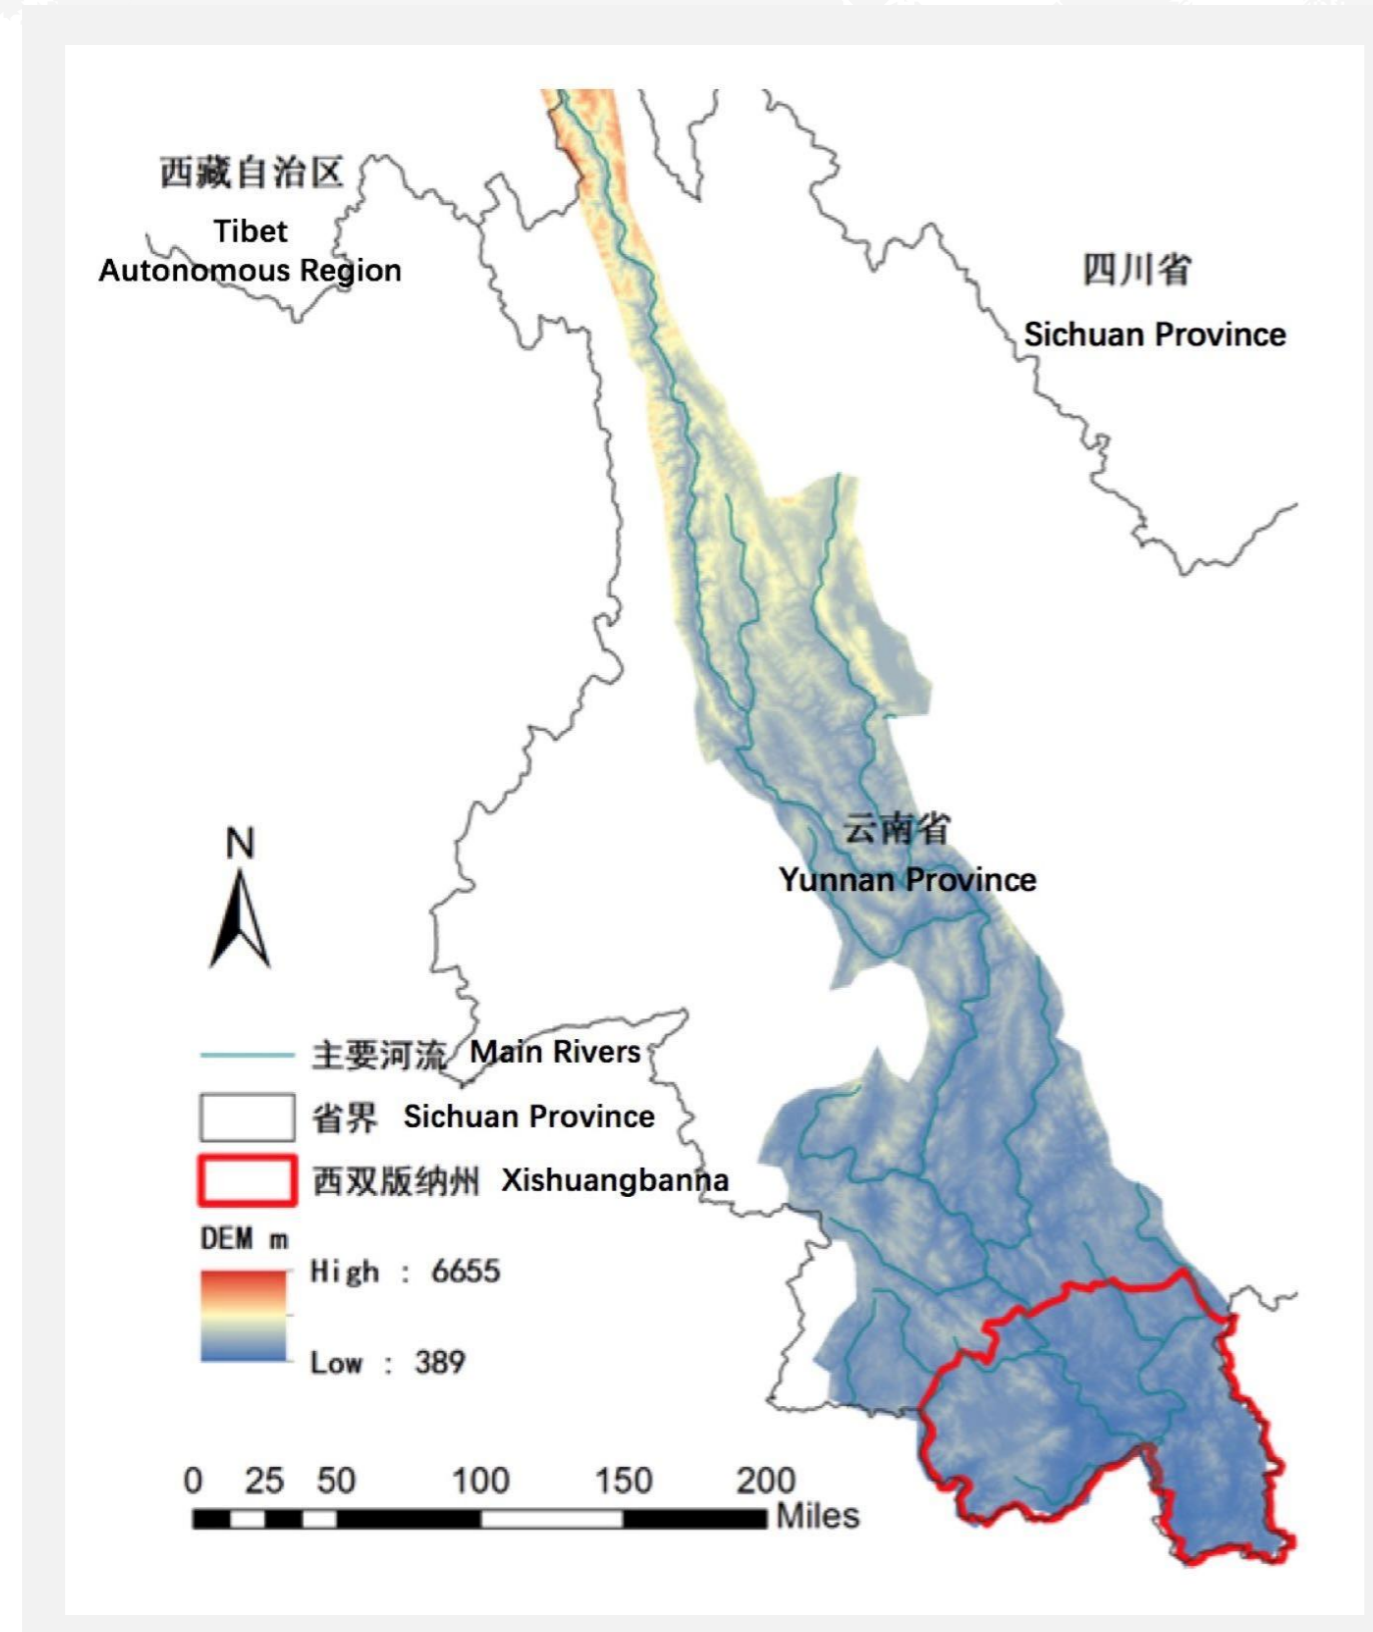 西藏自治区
Tibet
Autonomous Region
四川省
Sichuan Province
云南省
Yunnan Province
N
主要河流 Main Rivers
省界 Sichuan Province
西双版纳州 Xishuangbanna
DEM m
High : 6655
Low : 389
0 25 50 100 150 200
Miles